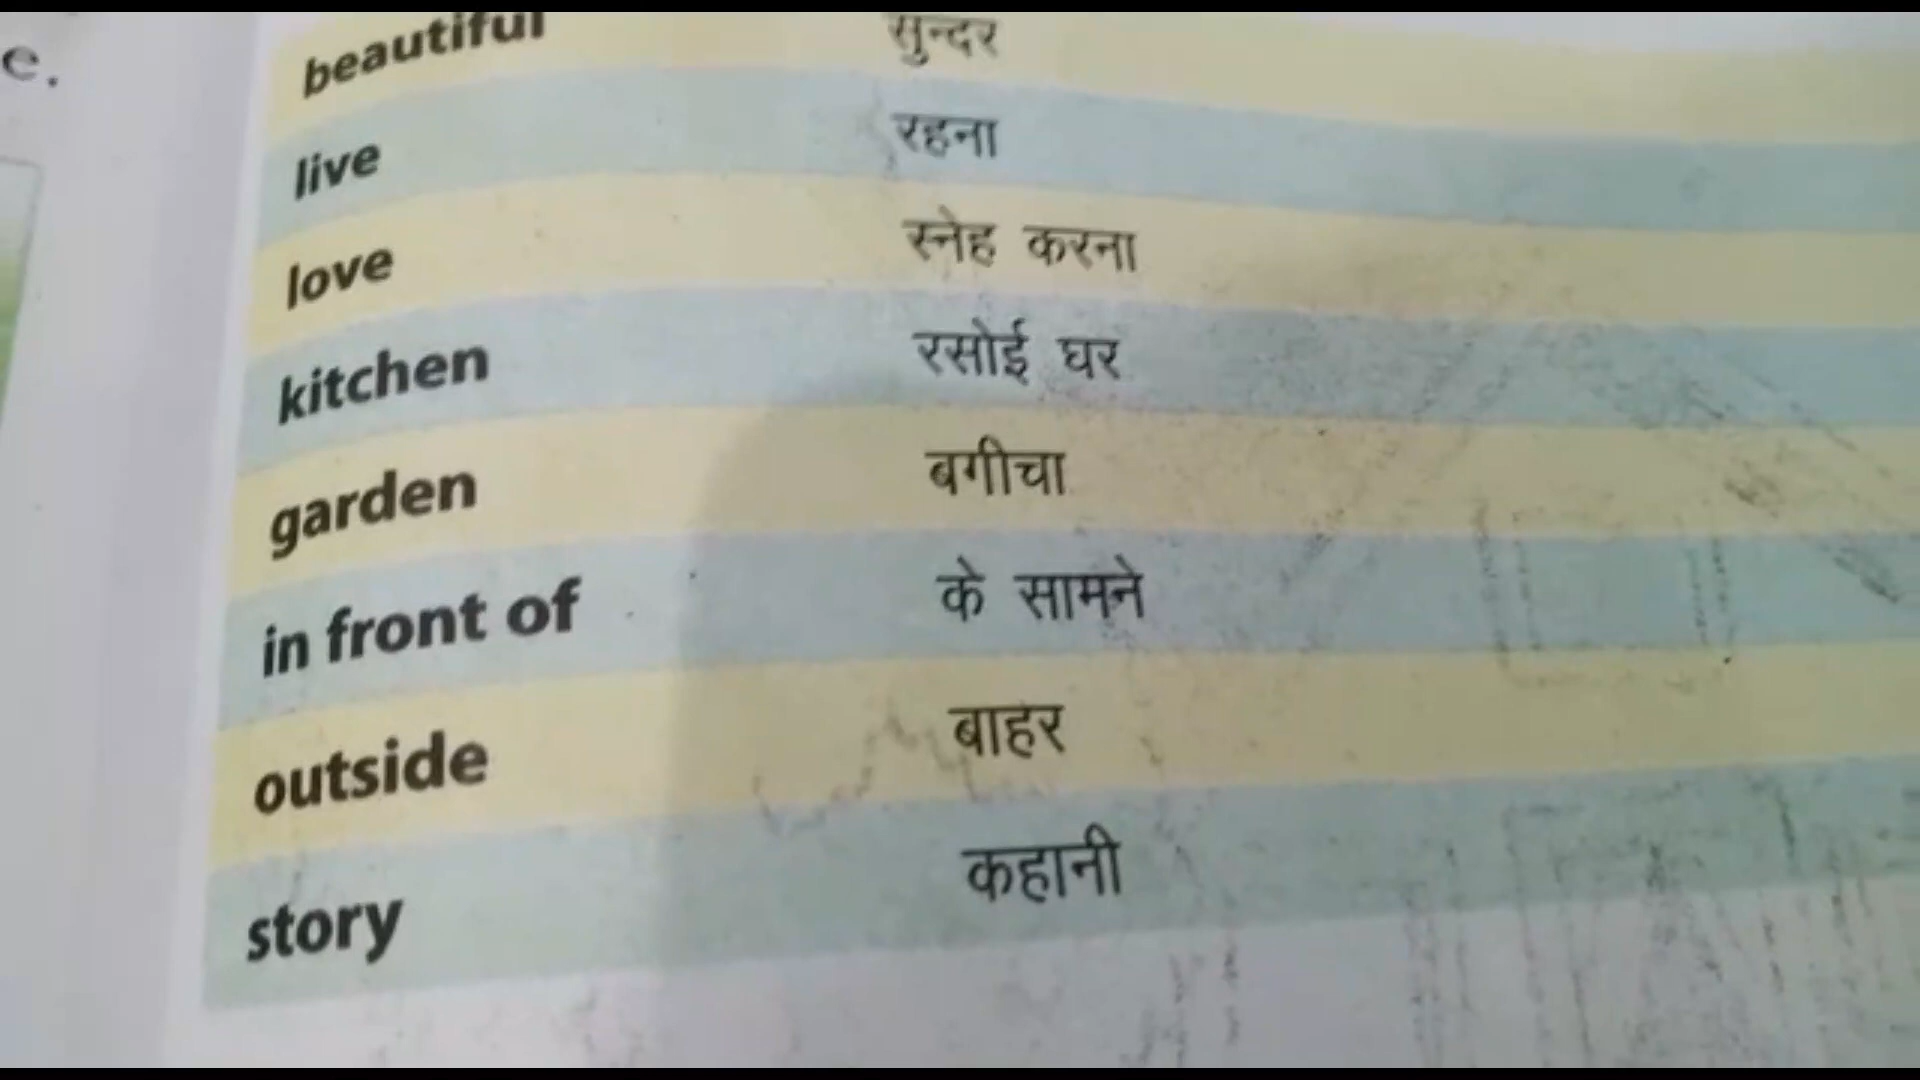 e.
beautiful सुन्दर
live रहना
love स्नेह करना
kitchen रसोई घर
garden बगीचा
in front of के सामने
outside बाहर
story कहानी